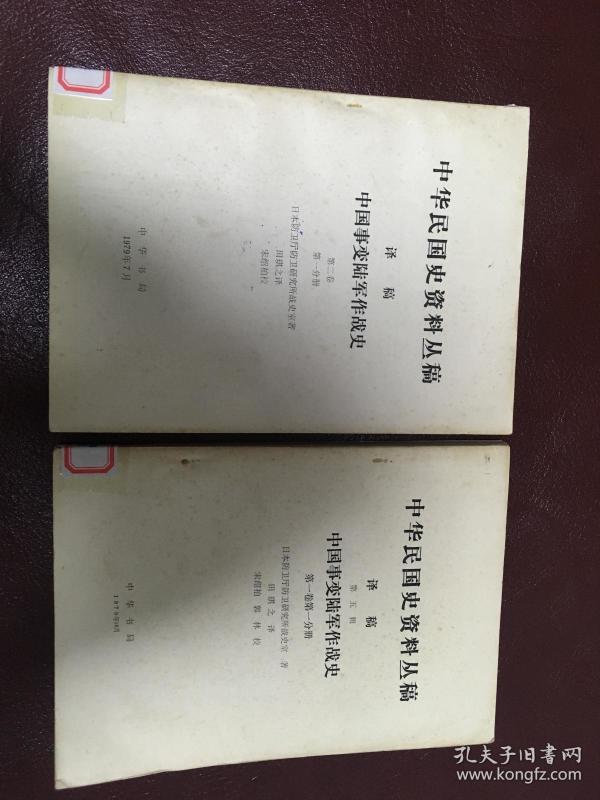 中华民国史资料丛稿
译稿
中国事变陆军作战史
第二卷
第一分册
日本防卫厅防卫研究所战史室著
田琪之译
宋绍柏校
中华书局
1979年7月
中华民国史资料丛稿
译稿
第五辑
中国事变陆军作战史
第一卷第一分册
日本防卫厅防卫研究所战史室 著
田琪之 译
宋绍柏 郭林 校
中华书局
孔夫子旧书网
www.kongfz.com